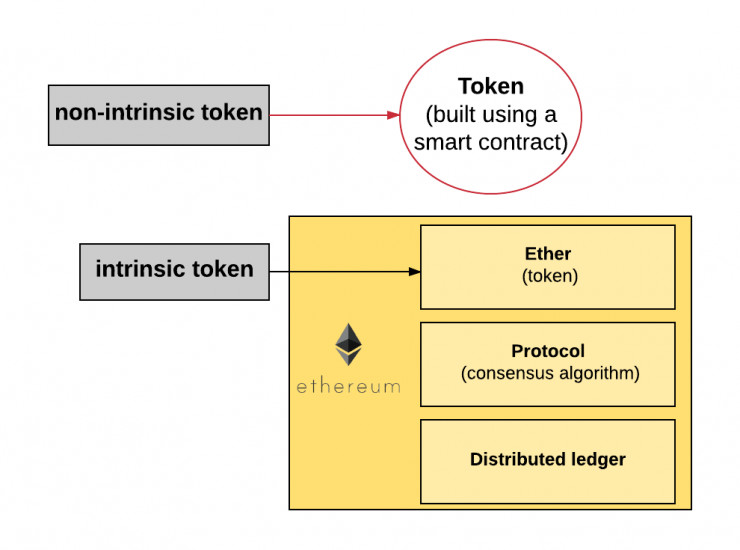 Token
non-intrinsic token
(built using a
smart contract)
Ether
intrinsic token
(token)
Protocol
ethereum
(consensus algorithm)
Distributed ledger